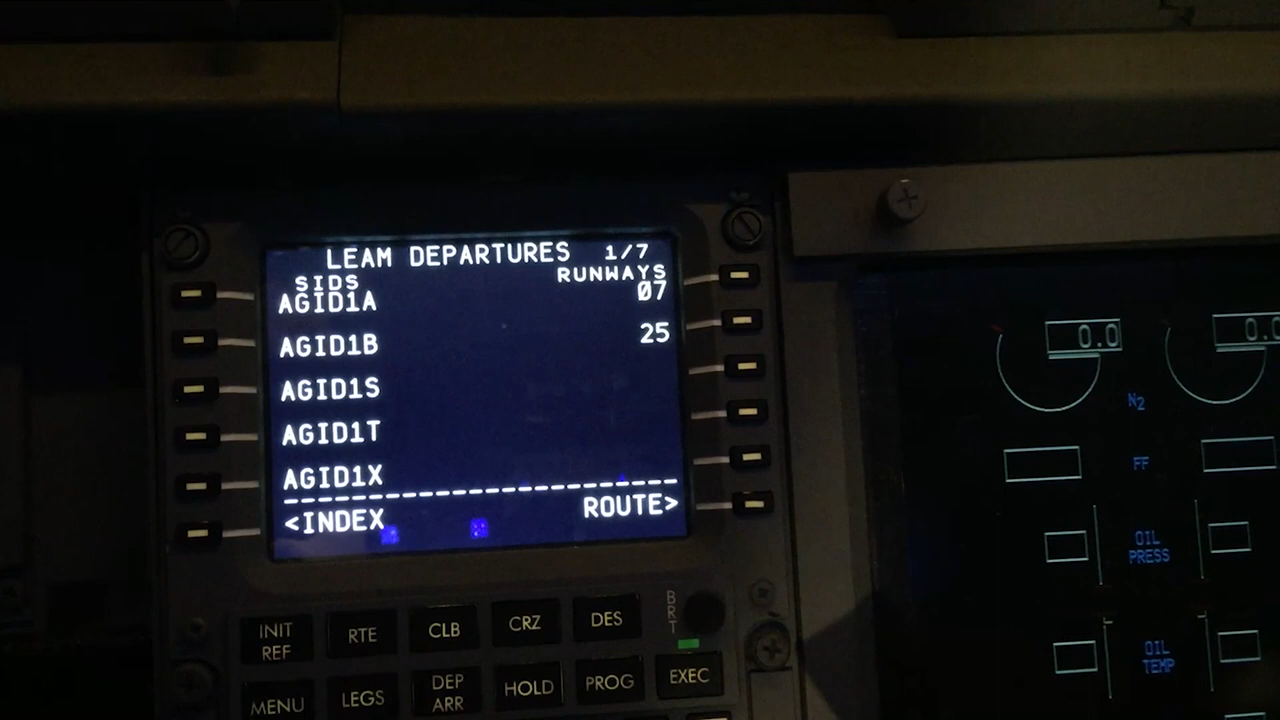 LEAM DEPARTURES 1/7
SIDS RUNWAYS
AGID1A 07
AGID1B 25
AGID1S
AGID1T
AGID1X
<INDEX ROUTE>
INIT REF RTE CLB CRZ DES BRT
MENU LEGS DEP ARR HOLD PROG EXEC
0.0 0.0
N2
FF
OIL PRESS
OIL TEMP